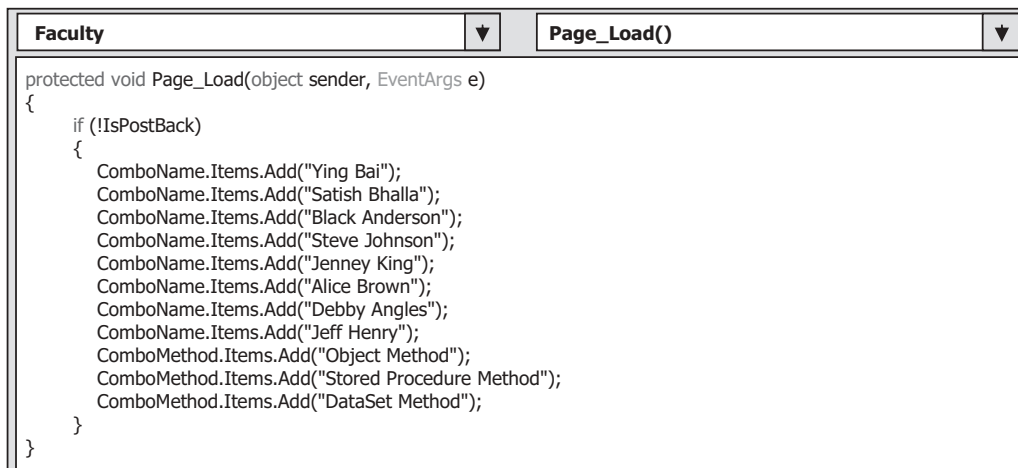 Faculty
Page_Load()
protected void Page_Load(object sender, EventArgs e)
{
if (!IsPostBack)
{
ComboName.Items.Add("Ying Bai");
ComboName.Items.Add("Satish Bhalla");
ComboName.Items.Add("Black Anderson");
ComboName.Items.Add("Steve Johnson");
ComboName.Items.Add("Jenney King");
ComboName.Items.Add("Alice Brown");
ComboName.Items.Add("Debby Angles");
ComboName.Items.Add("Jeff Henry");
ComboMethod.Items.Add("Object Method");
ComboMethod.Items.Add("Stored Procedure Method");
ComboMethod.Items.Add("DataSet Method");
}
}